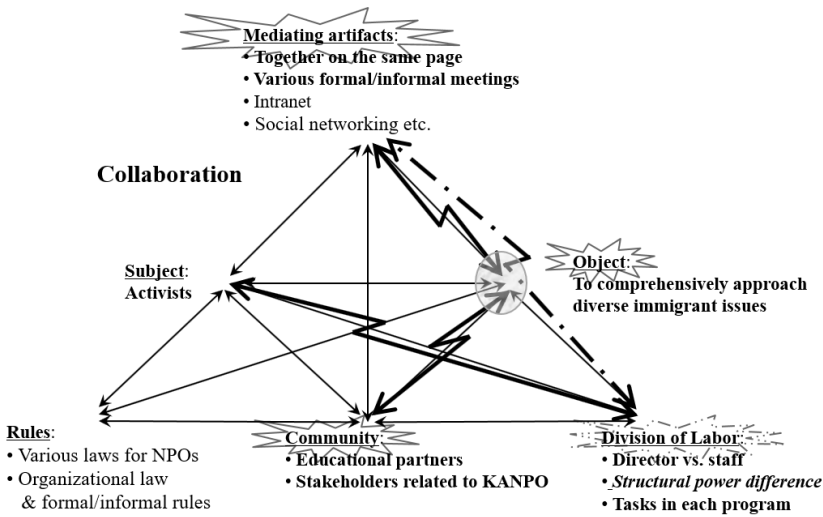 Mediating artifacts:
• Together on the same page
• Various formal/informal meetings
• Intranet
• Social networking etc.
Collaboration
Subject:
Activists
Object:
To comprehensively approach
diverse immigrant issues
Rules:
• Various laws for NPOs
• Organizational law
& formal/informal rules
Community:
• Educational partners
• Stakeholders related to KANPO
Division of Labor:
• Director vs. staff
• Structural power difference
• Tasks in each program